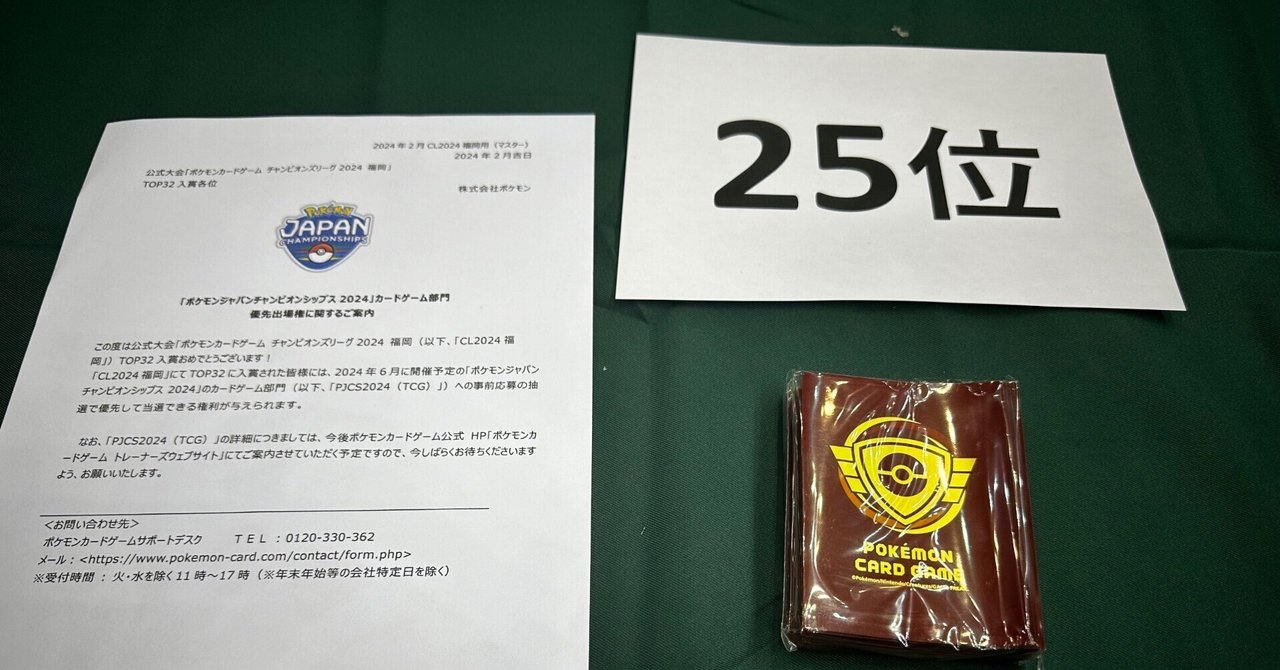 2024年2月 CL2024 福岡用（マスター）
2024年2月吉日
公式大会「ポケモンカードゲーム チャンピオンズリーグ 2024 福岡」
TOP32 入賞各位
株式会社ポケモン
POKÉMON
JAPAN
CHAMPIONSHIPS
「ポケモンジャパンチャンピオンシップス 2024」カードゲーム部門
優先出場権に関するご案内
この度は公式大会「ポケモンカードゲーム チャンピオンズリーグ 2024 福岡（以下、「CL2024 福
岡」）TOP32 入賞おめでとうございます！
「CL2024 福岡」にて TOP32 に入賞された皆様には、2024 年 6 月に開催予定の「ポケモンジャパン
チャンピオンシップス 2024」のカードゲーム部門（以下、「PJCS2024（TCG）」）への事前応募の抽
選で優先して当選できる権利が与えられます。
なお、「PJCS2024（TCG）」の詳細につきましては、今後ポケモンカードゲーム公式 HP「ポケモンカ
ードゲーム トレーナーズウェブサイト」にてご案内させていただく予定ですので、今しばらくお待ちくださいます
よう、お願いいたします。
＜お問い合わせ先＞
ポケモンカードゲームサポートデスク　ＴＥＬ：0120-330-362
メール：<https://www.pokemon-card.com/contact/form.php>
※受付時間 ： 火・水を除く 11 時～17 時（※年末年始等の会社特定日を除く）
25位
POKÉMON
CARD GAME
©Pokémon/Nintendo/Creatures/GAME FREAK